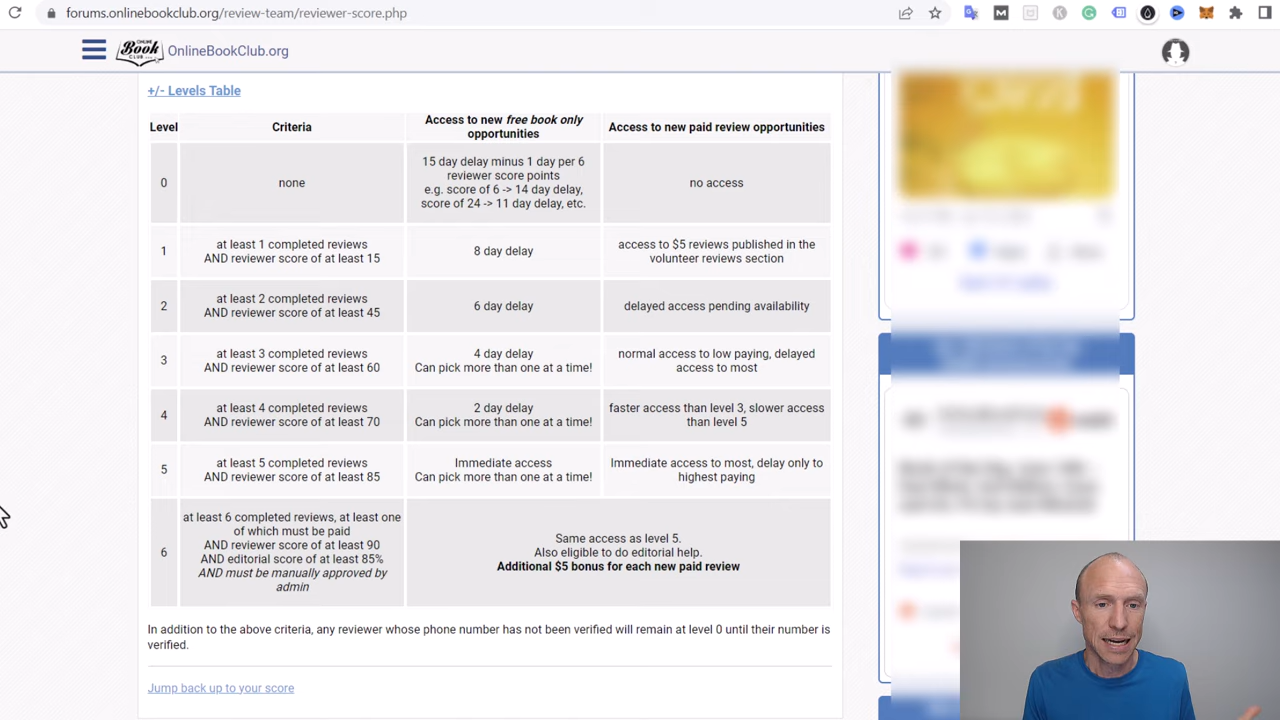 forums.onlinebookclub.org/review-team/reviewer-score.php
ONLINE
Book
CLUB
OnlineBookClub.org
+/- Levels Table
Level
Criteria
Access to new free book only
opportunities
Access to new paid review opportunities
0
none
15 day delay minus 1 day per 6
reviewer score points
e.g. score of 6 -> 14 day delay,
score of 24 -> 11 day delay, etc.
no access
1
at least 1 completed reviews
AND reviewer score of at least 15
8 day delay
access to $5 reviews published in the
volunteer reviews section
2
at least 2 completed reviews
AND reviewer score of at least 45
6 day delay
delayed access pending availability
3
at least 3 completed reviews
AND reviewer score of at least 60
4 day delay
Can pick more than one at a time!
normal access to low paying, delayed
access to most
4
at least 4 completed reviews
AND reviewer score of at least 70
2 day delay
Can pick more than one at a time!
faster access than level 3, slower access
than level 5
5
at least 5 completed reviews
AND reviewer score of at least 85
Immediate access
Can pick more than one at a time!
Immediate access to most, delay only to
highest paying
6
at least 6 completed reviews, at least one
of which must be paid
AND reviewer score of at least 90
AND editorial score of at least 85%
AND must be manually approved by
admin
Same access as level 5.
Also eligible to do editorial help.
Additional $5 bonus for each new paid review
In addition to the above criteria, any reviewer whose phone number has not been verified will remain at level 0 until their number is
verified.
Jump back up to your score